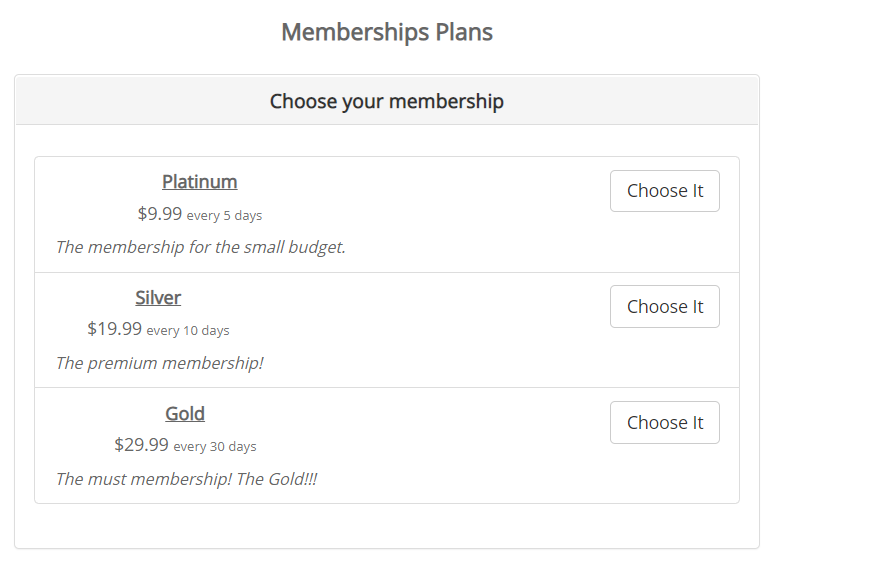 Memberships Plans
Choose your membership
Platinum
Choose It
$9.99 every 5 days
The membership for the small budget.
Silver
Choose It
$19.99 every 10 days
The premium membership!
Gold
Choose It
$29.99 every 30 days
The must membership! The Gold!!!